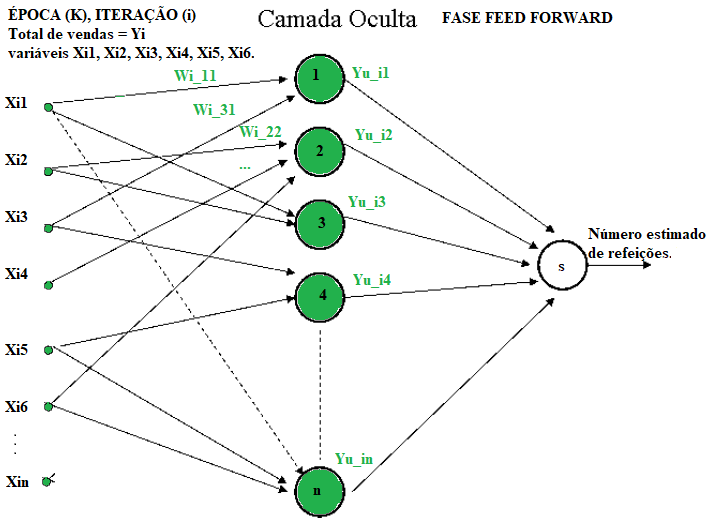 ÉPOCA (K), ITERAÇÃO (i)
Total de vendas = Yi
variáveis Xi1, Xi2, Xi3, Xi4, Xi5, Xi6.
Camada Oculta
FASE FEED FORWARD
Xi1
Xi2
Xi3
Xi4
Xi5
Xi6
Xin
Wi_11
...
Wi_31
Wi_22
...
1
2
3
4
n
Yu_i1
Yu_i2
Yu_i3
Yu_i4
Yu_in
s
Número estimado
de refeições.